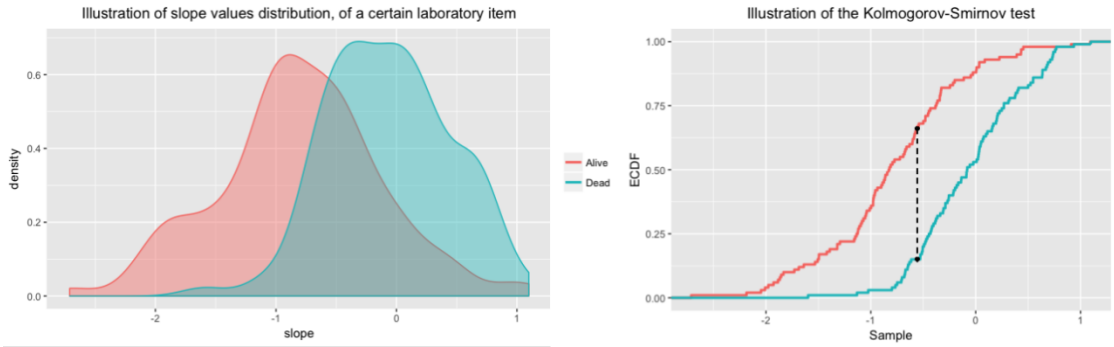 Illustration of slope values distribution, of a certain laboratory item
density
0.6
0.4
0.2
0.0
-2
-1
0
1
slope
Alive
Dead
Illustration of the Kolmogorov-Smirnov test
ECDF
1.00
0.75
0.50
0.25
0.00
-2
-1
0
1
Sample